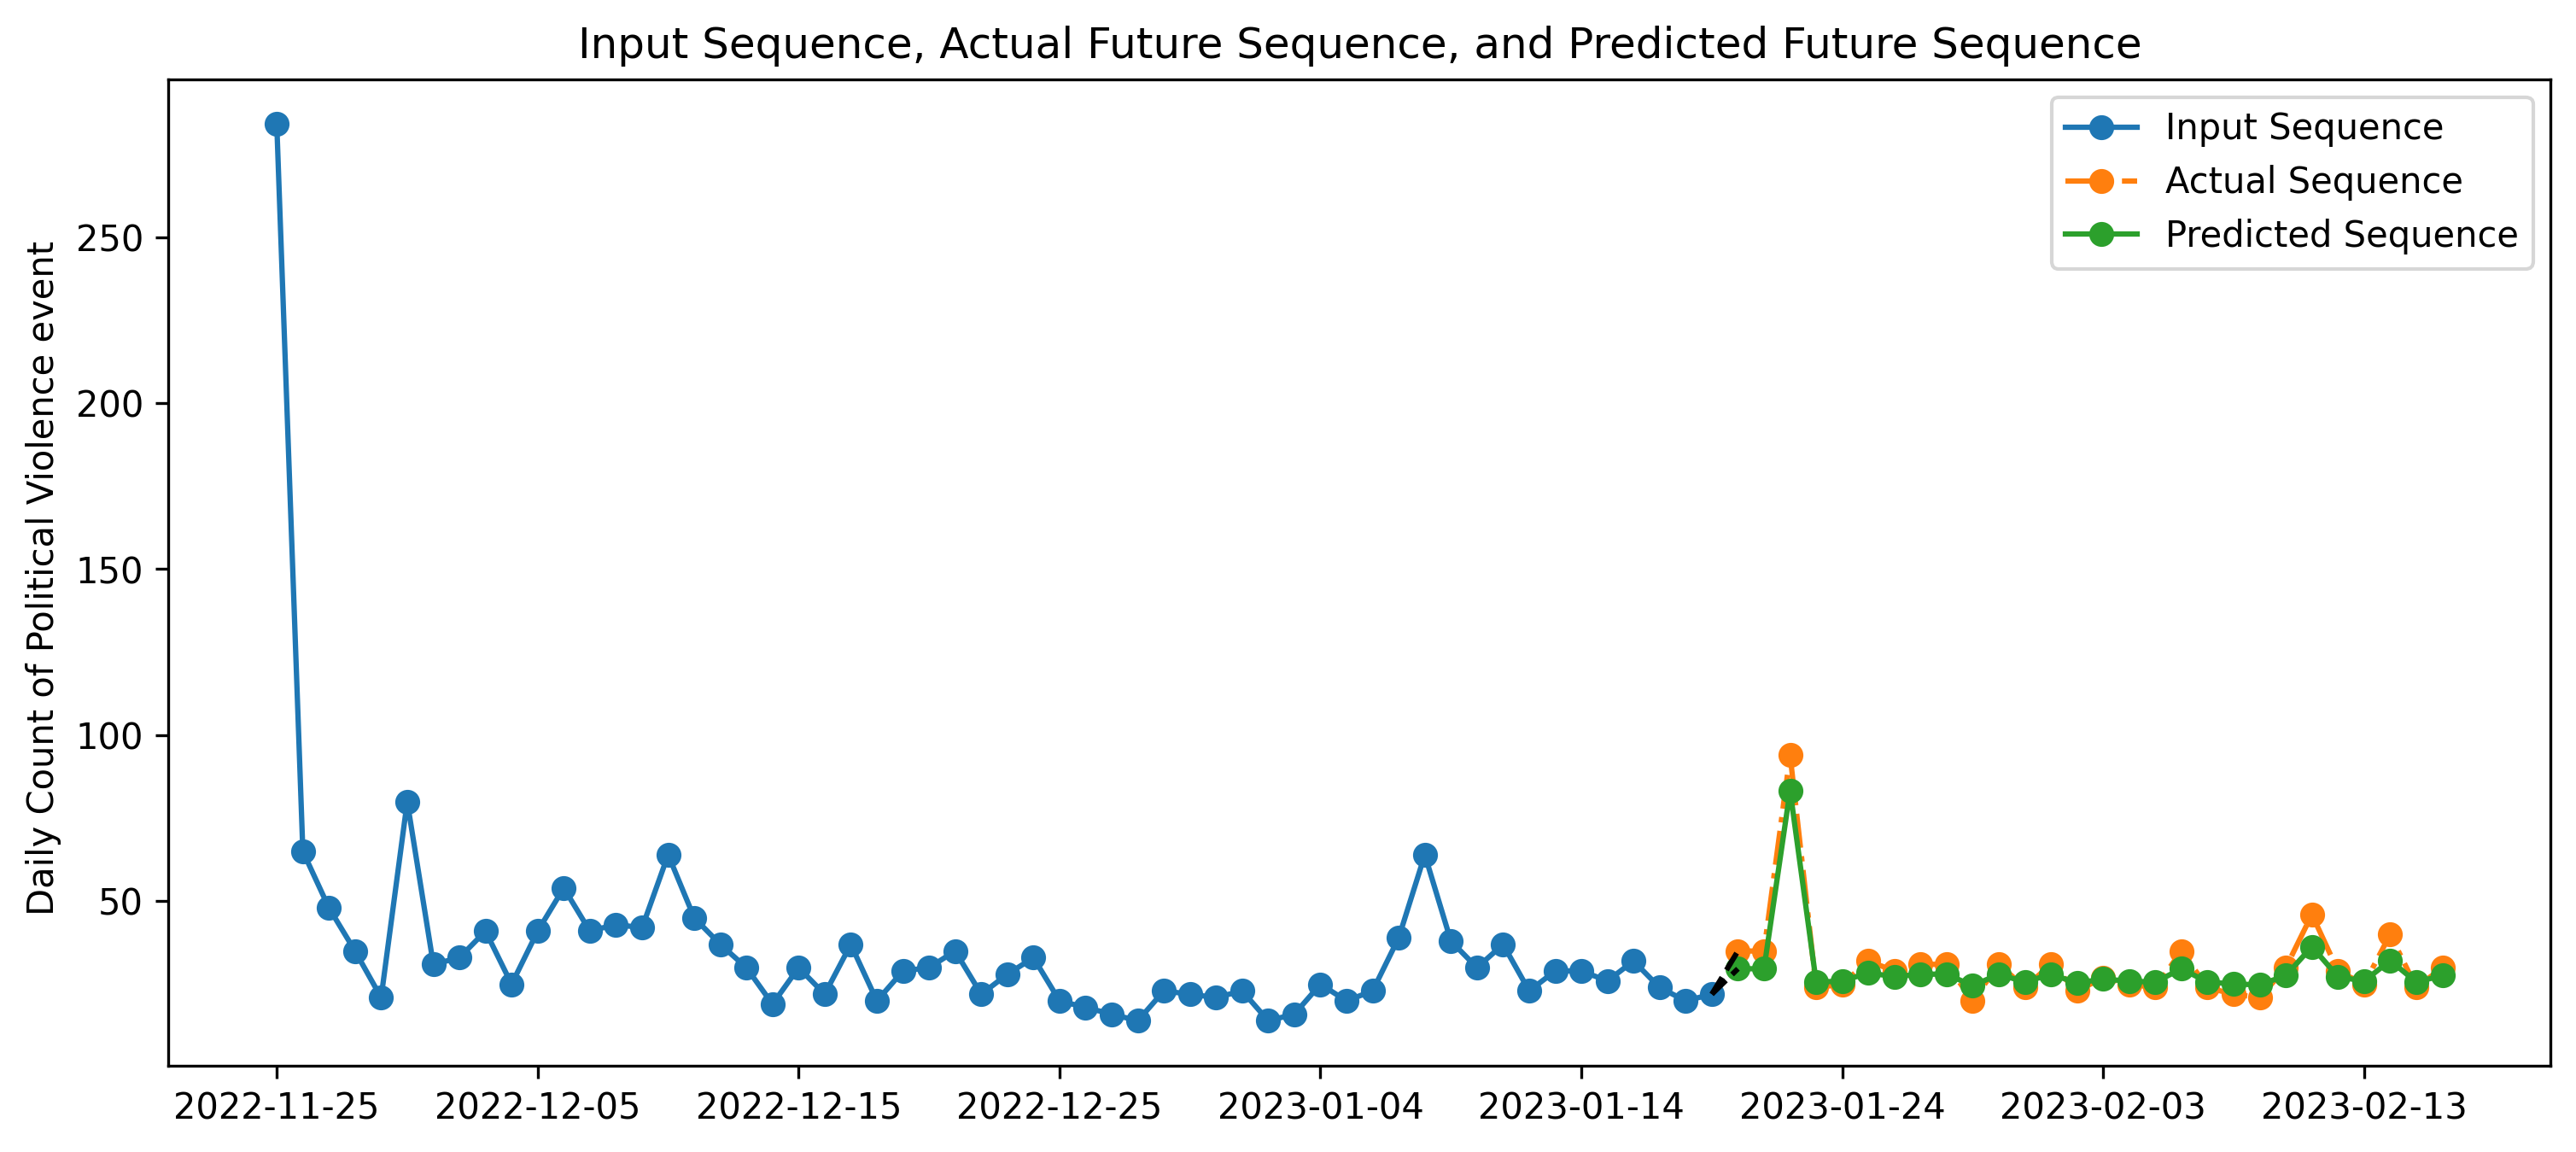 Input Sequence, Actual Future Sequence, and Predicted Future Sequence
Input Sequence
Actual Sequence
Predicted Sequence
Daily Count of Political Violence event
250
200
150
100
50
2022-11-25 2022-12-05 2022-12-15 2022-12-25 2023-01-04 2023-01-14 2023-01-24 2023-02-03 2023-02-13